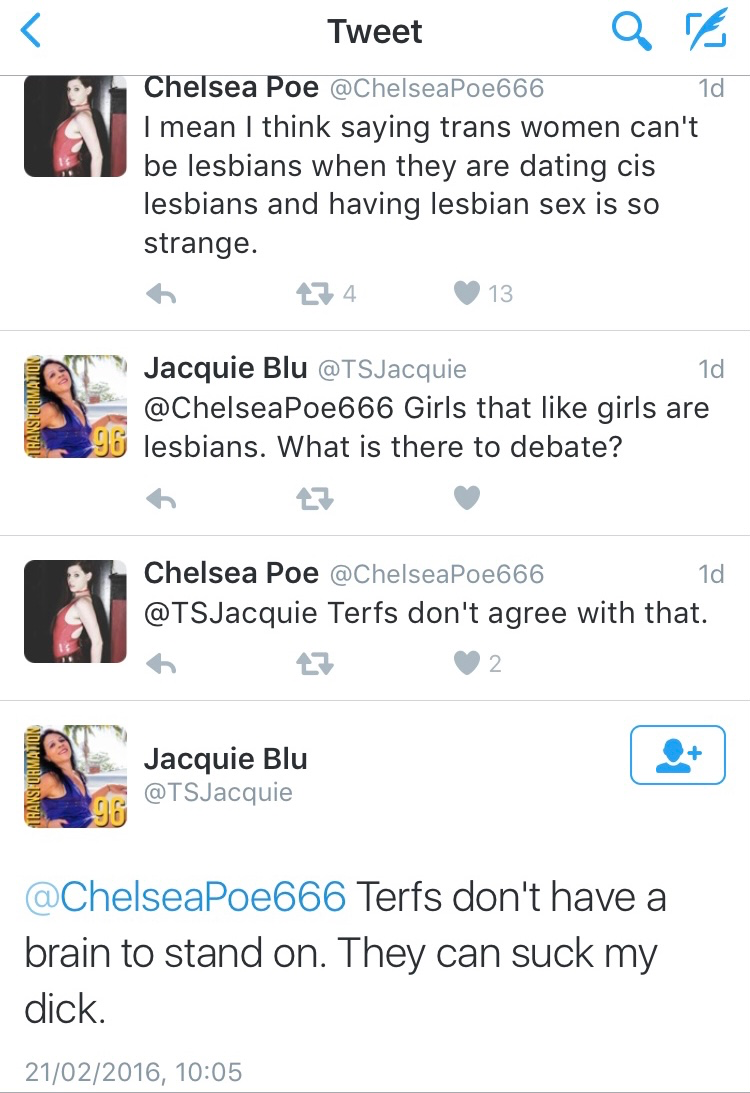 Tweet
Chelsea Poe @ChelseaPoe666 1d
I mean I think saying trans women can't
be lesbians when they are dating cis
lesbians and having lesbian sex is so
strange.
4 13
TRANSFORMATION
96
Jacquie Blu @TSJacquie 1d
@ChelseaPoe666 Girls that like girls are
lesbians. What is there to debate?
Chelsea Poe @ChelseaPoe666 1d
@TSJacquie Terfs don't agree with that.
2
TRANSFORMATION
96
Jacquie Blu
@TSJacquie
@ChelseaPoe666 Terfs don't have a
brain to stand on. They can suck my
dick.
21/02/2016, 10:05